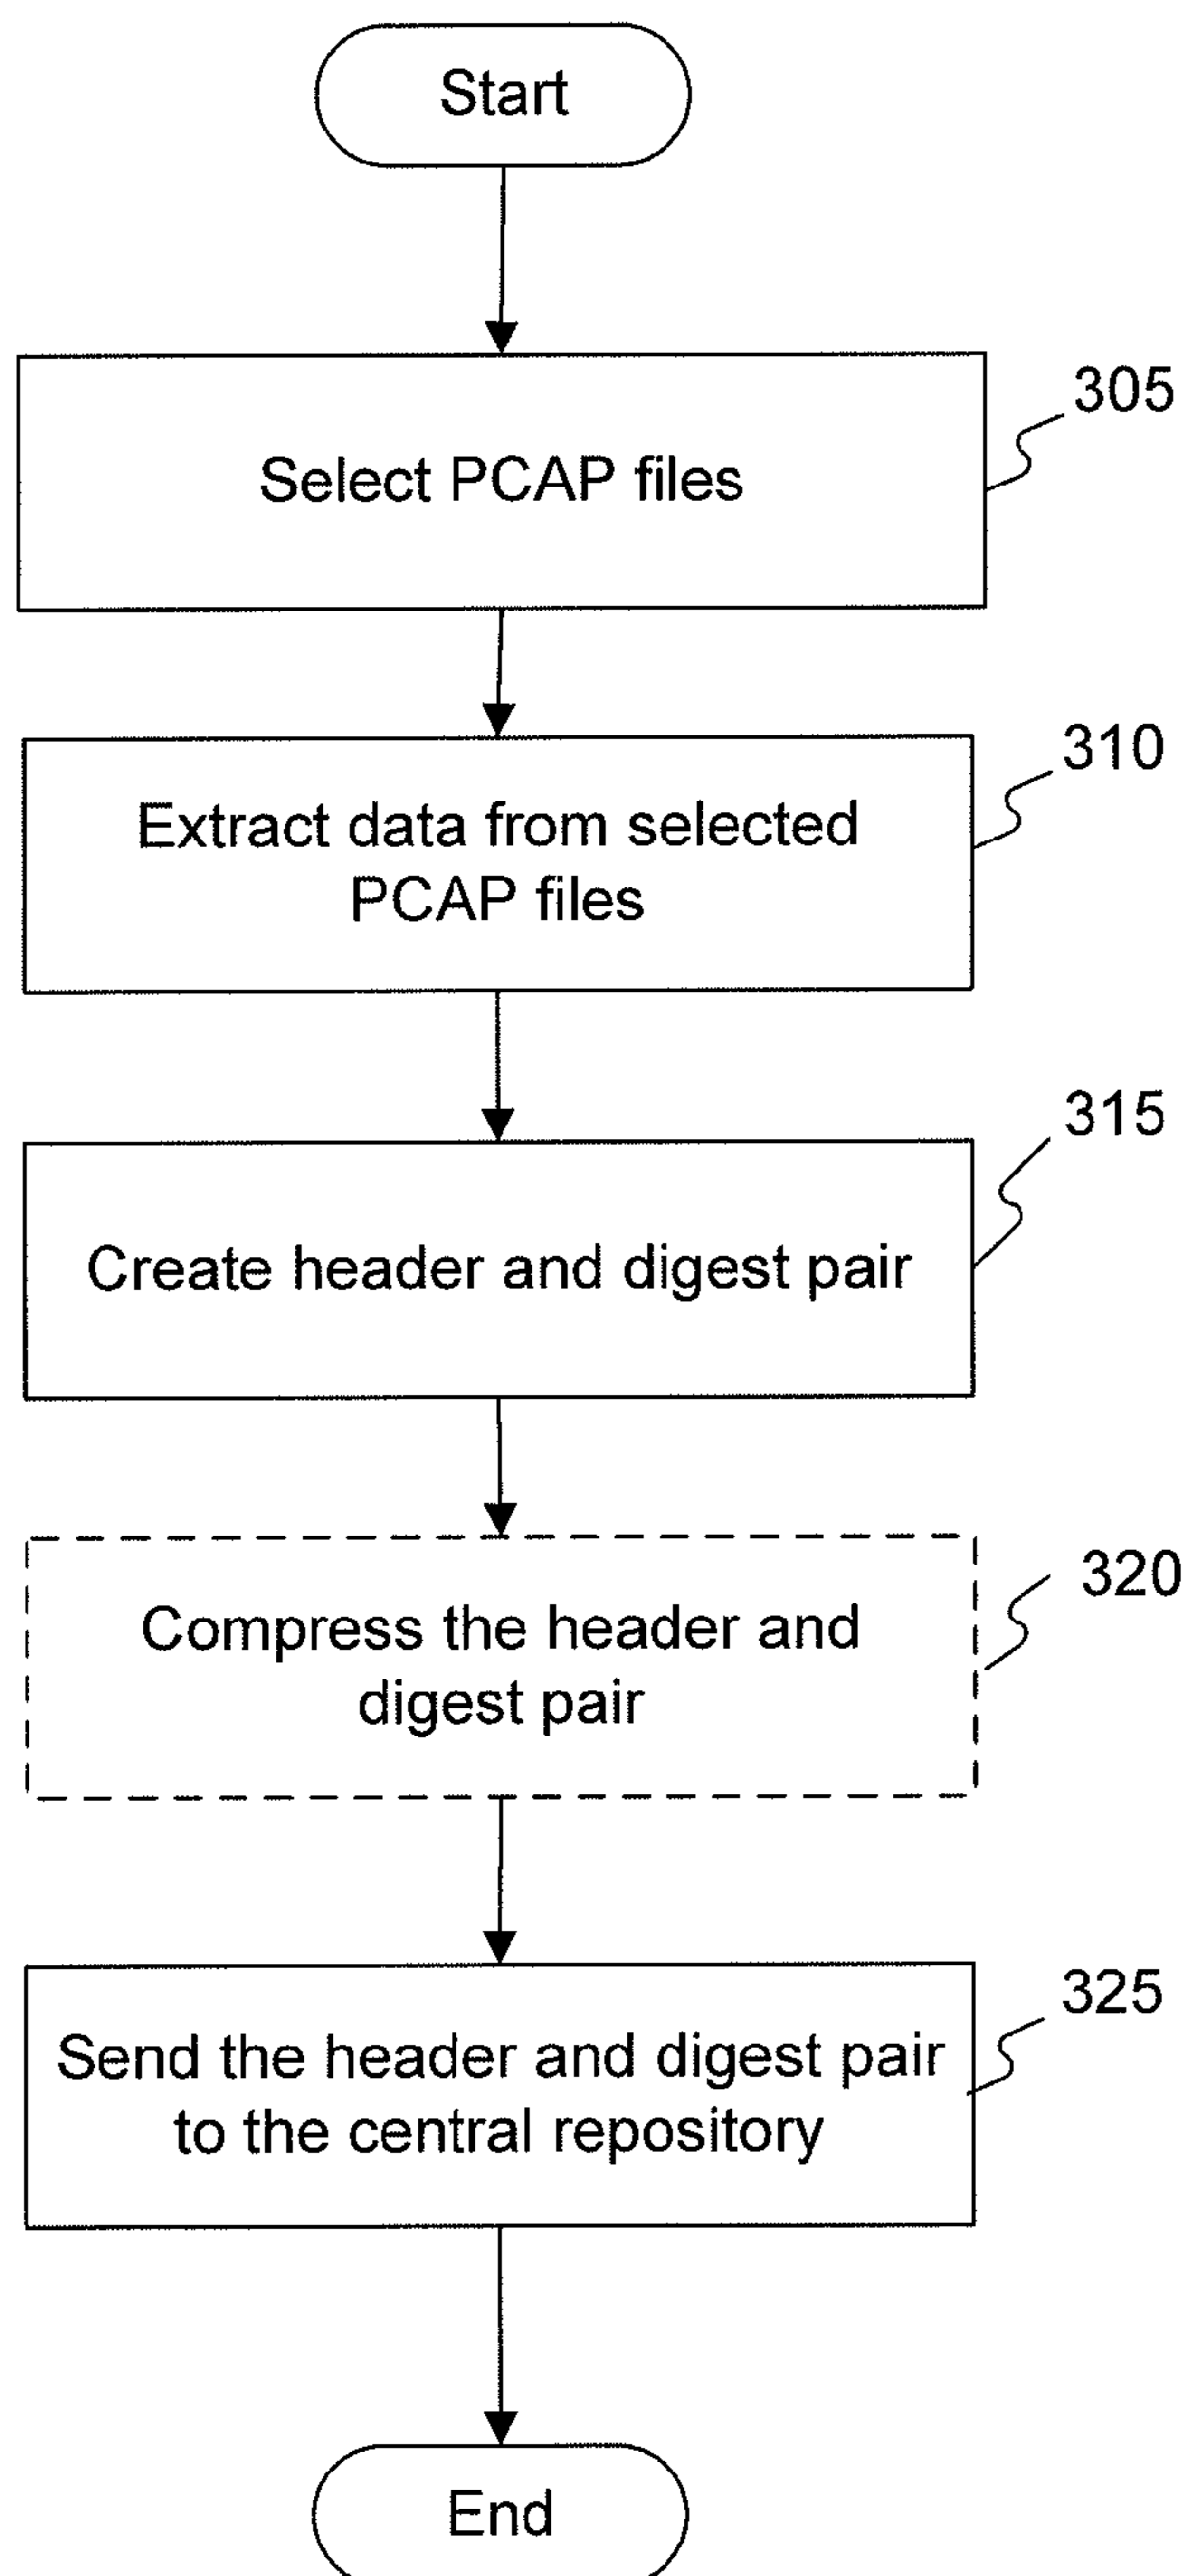 Start
305
Select PCAP files
310
Extract data from selected
PCAP files
315
Create header and digest pair
320
Compress the header and
digest pair
325
Send the header and digest pair
to the central repository
End